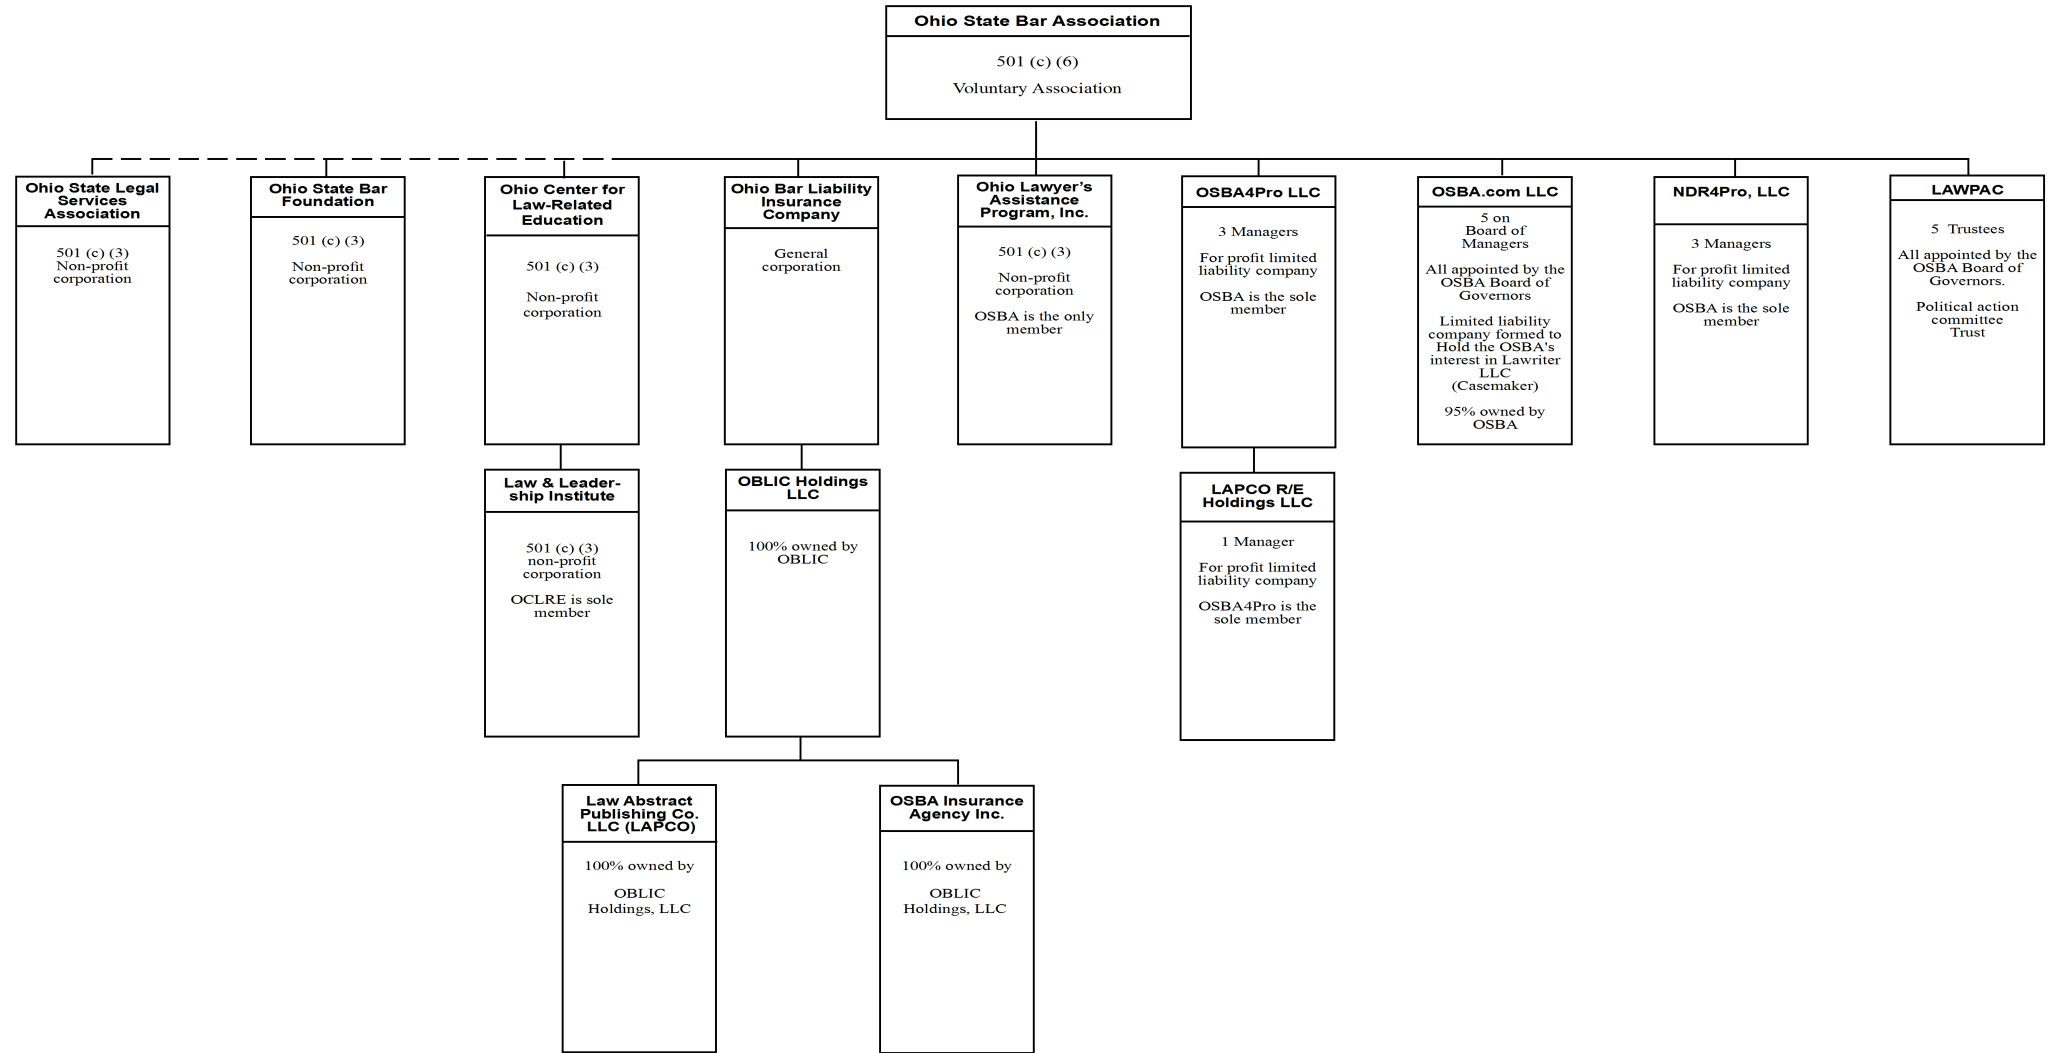 Ohio State Bar Association
501 (c) (6)
Voluntary Association
Ohio State Legal
Services
Association
501 (c) (3)
Non-profit
corporation
Ohio State Bar
Foundation
501 (c) (3)
Non-profit
corporation
Ohio Center for
Law-Related
Education
501 (c) (3)
Non-profit
corporation
Ohio Bar Liability
Insurance
Company
General
corporation
Ohio Lawyer’s
Assistance
Program, Inc.
501 (c) (3)
Non-profit
corporation
OSBA is the only
member
OSBA4Pro LLC
3 Managers
For profit limited
liability company
OSBA is the sole
member
OSBA.com LLC
5 on
Board of
Managers
All appointed by the
OSBA Board of
Governors
Limited liability
company formed to
Hold the OSBA's
interest in Lawriter
LLC
(Casemaker)
95% owned by
OSBA
NDR4Pro, LLC
3 Managers
For profit limited
liability company
OSBA is the sole
member
LAWPAC
5 Trustees
All appointed by the
OSBA Board of
Governors.
Political action
committee
Trust
Law & Leader-
ship Institute
501 (c) (3)
non-profit
corporation
OCLRE is sole
member
OBLIC Holdings
LLC
100% owned by
OBLIC
LAPCO R/E
Holdings LLC
1 Manager
For profit limited
liability company
OSBA4Pro is the
sole member
Law Abstract
Publishing Co.
LLC (LAPCO)
100% owned by
OBLIC
Holdings, LLC
OSBA Insurance
Agency Inc.
100% owned by
OBLIC
Holdings, LLC